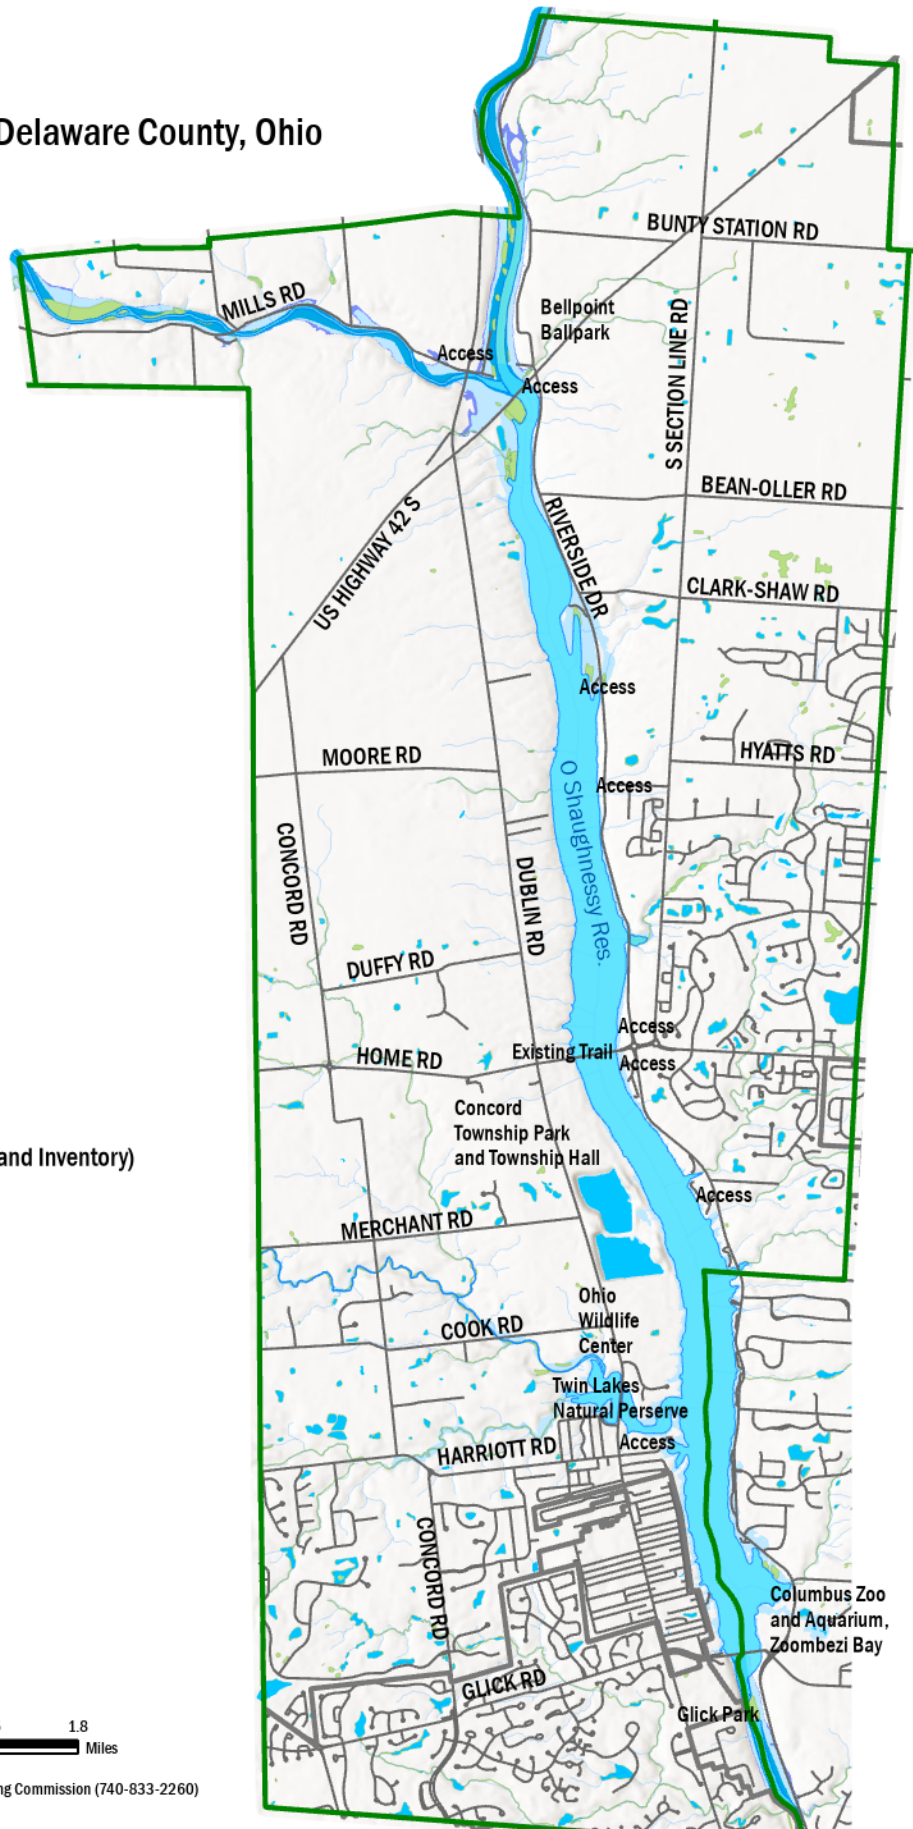 Delaware County, Ohio
BUNTY STATION RD
MILLS RD
Bellpoint
Ballpark
S SECTION LINE RD
Access
Access
BEAN-OLLER RD
US HIGHWAY 42 S
RIVERSIDE DR
CLARK-SHAW RD
Access
MOORE RD
HYATTS RD
O Shaughnessy Res.
Access
CONCORD RD
DUBLIN RD
DUFFY RD
Access
Existing Trail
HOME RD
Access
Concord
Township Park
and Township Hall
and Inventory)
Access
MERCHANT RD
Ohio
Wildlife
Center
COOK RD
Twin Lakes
Natural Perserve
Access
HARRIOTT RD
CONCORD RD
Columbus Zoo
and Aquarium,
Zoombezi Bay
GLICK RD
Glick Park
1.8
Miles
ng Commission (740-833-2260)